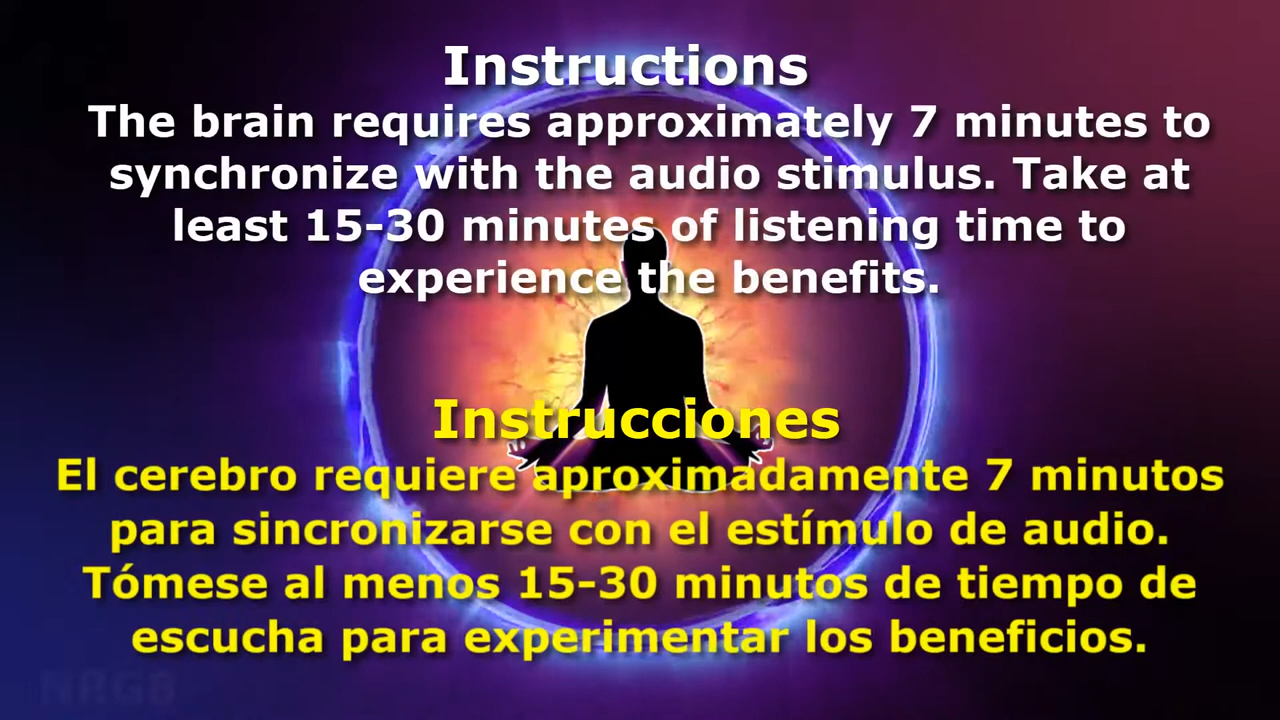 Instructions
The brain requires approximately 7 minutes to
synchronize with the audio stimulus. Take at
least 15-30 minutes of listening time to
experience the benefits.
Instrucciones
El cerebro requiere aproximadamente 7 minutos
para sincronizarse con el estímulo de audio.
Tómese al menos 15-30 minutos de tiempo de
escucha para experimentar los beneficios.